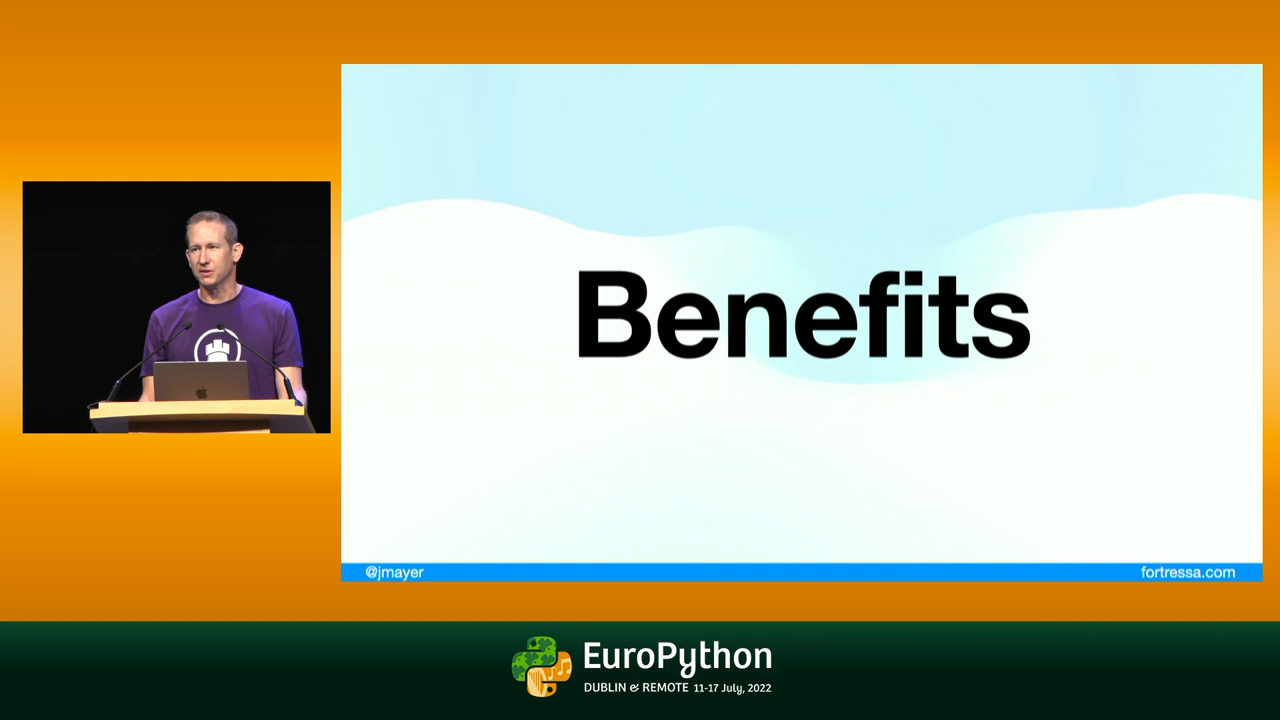 Benefits
@jmayer
fortressa.com
EuroPython
DUBLIN & REMOTE 11-17 July, 2022